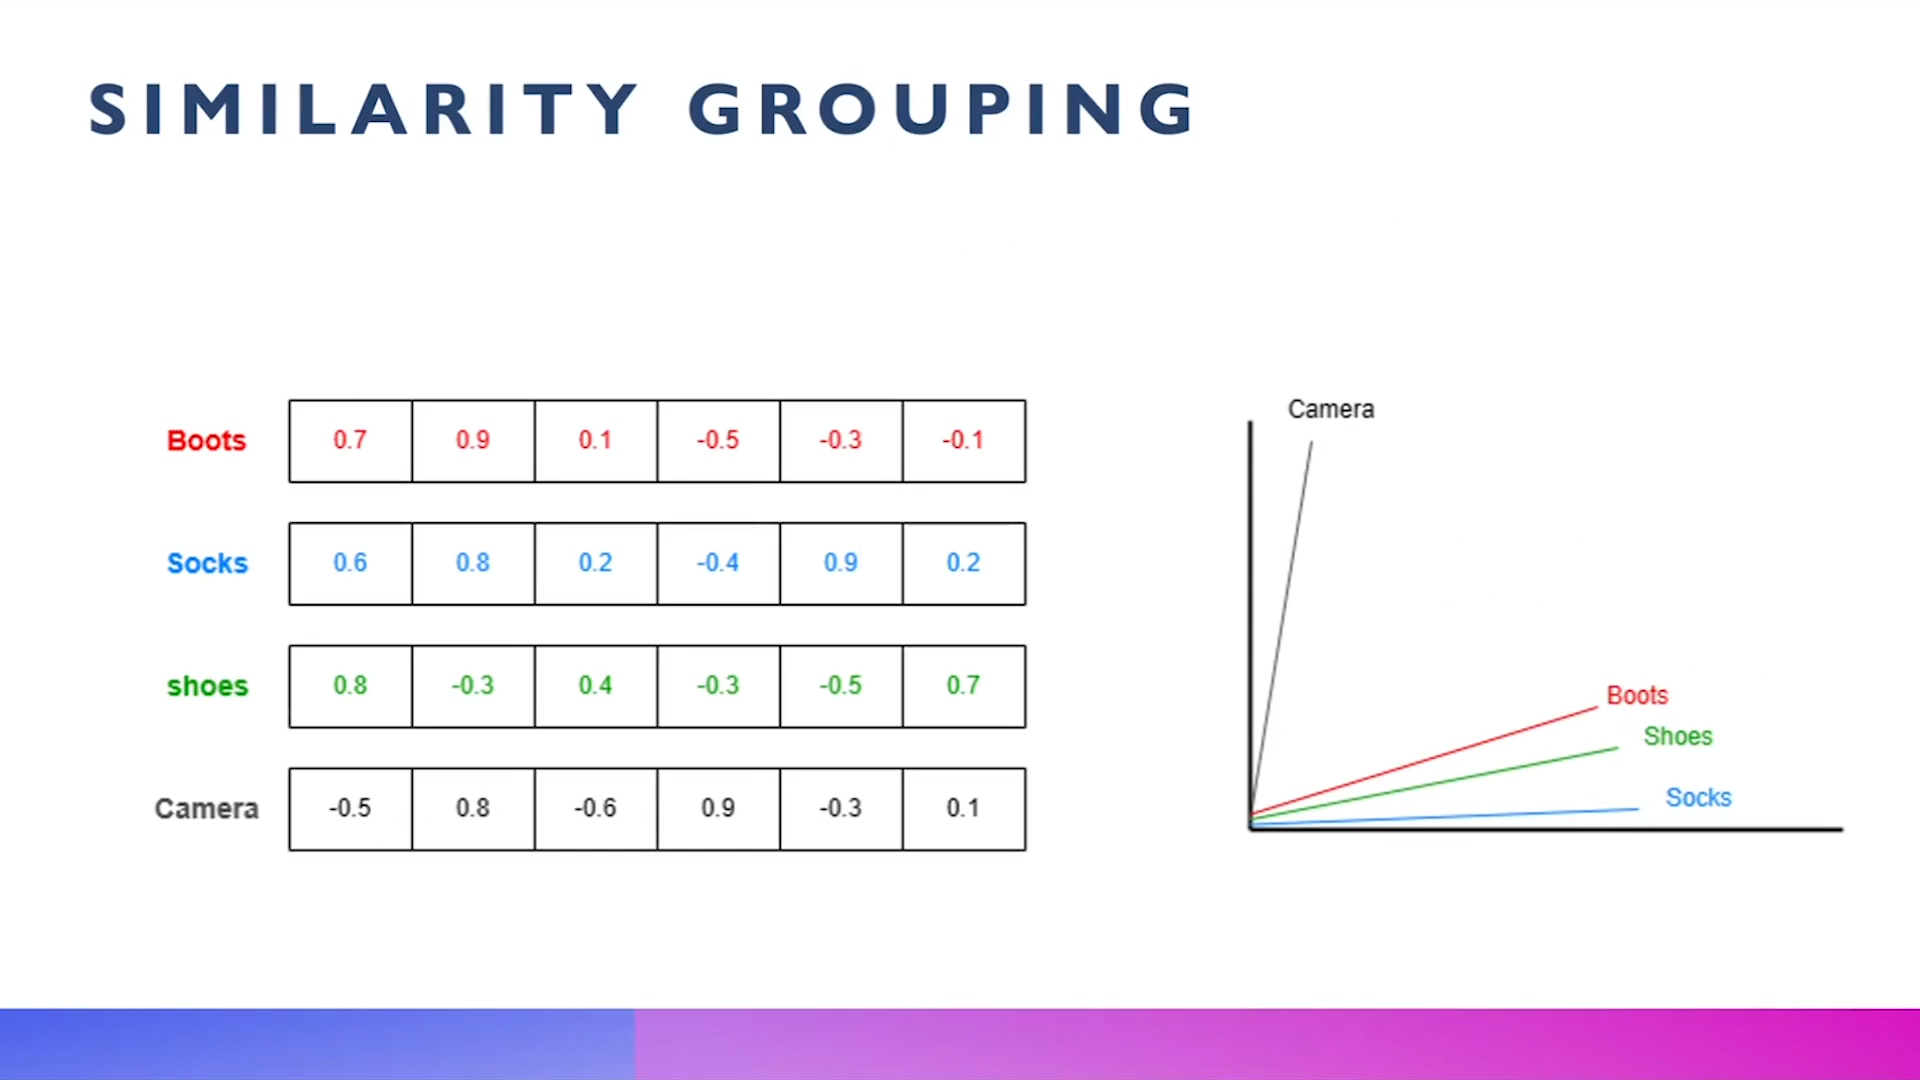 SIMILARITY GROUPING
Boots 0.7 0.9 0.1 -0.5 -0.3 -0.1
Socks 0.6 0.8 0.2 -0.4 0.9 0.2
shoes 0.8 -0.3 0.4 -0.3 -0.5 0.7
Camera -0.5 0.8 -0.6 0.9 -0.3 0.1
Camera
Boots
Shoes
Socks